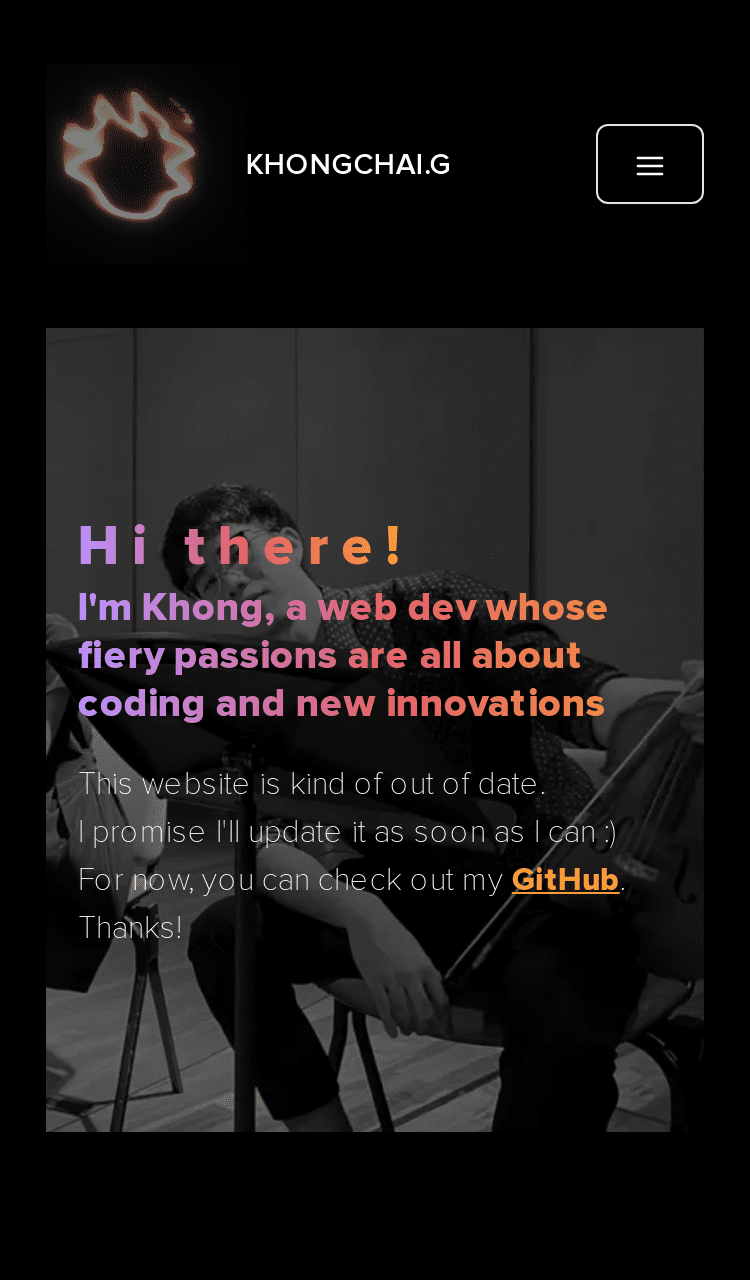 KHONGCHAI.G
Hi there!
I'm Khong, a web dev whose
fiery passions are all about
coding and new innovations
This website is kind of out of date.
I promise I'll update it as soon as I can :)
For now, you can check out my GitHub.
Thanks!